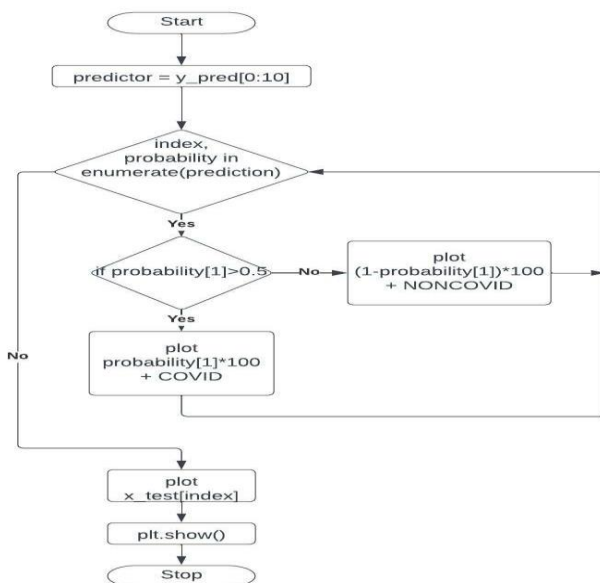 Start
predictor = y_pred[0:10]
index,
probability in
enumerate(prediction)
Yes
if probability[1]>0.5
No
plot
(1-probability[1])*100
+ NONCOVID
Yes
plot
probability[1]*100
+ COVID
No
plot
x_test[index]
plt.show()
Stop